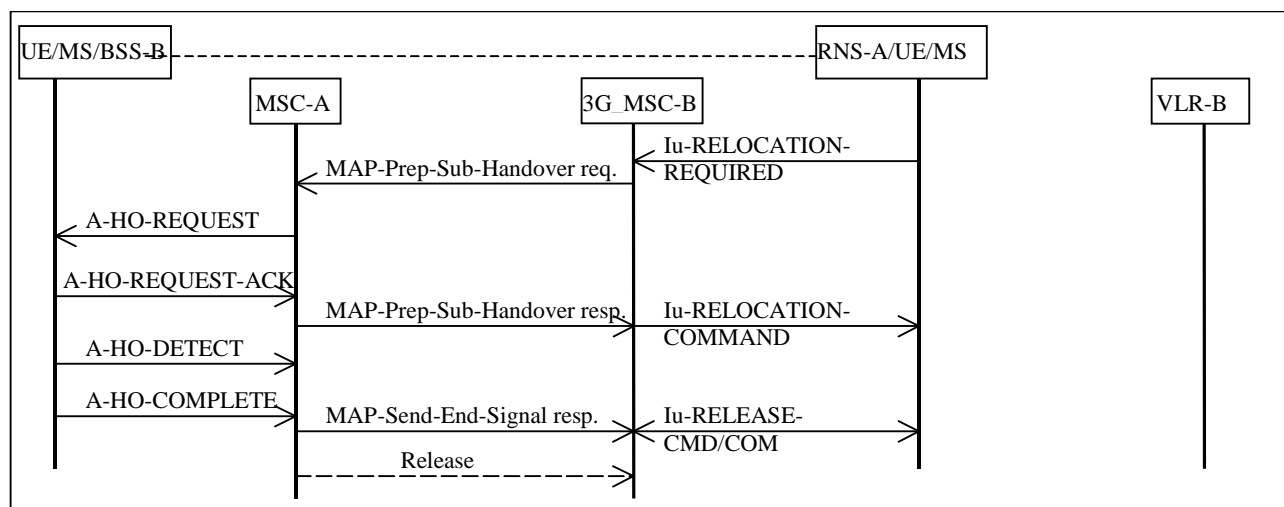 UE/MS/BSS-B
RNS-A/UE/MS
MSC-A
3G_MSC-B
VLR-B
Iu-RELOCATION-
REQUIRED
MAP-Prep-Sub-Handover req.
A-HO-REQUEST
A-HO-REQUEST-ACK
MAP-Prep-Sub-Handover resp.
Iu-RELOCATION-
COMMAND
A-HO-DETECT
A-HO-COMPLETE
MAP-Send-End-Signal resp.
Iu-RELEASE-
CMD/COM
Release